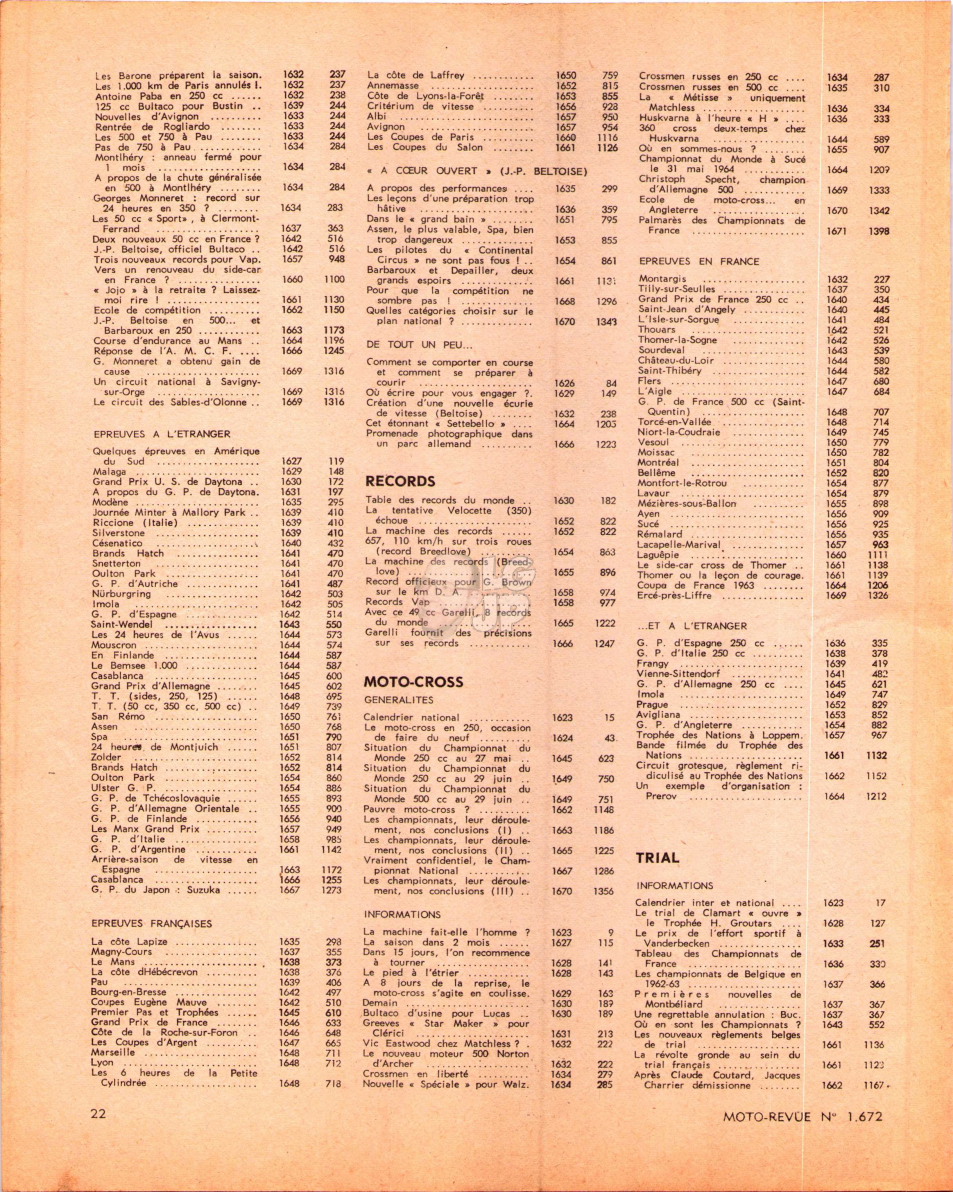 Les Barone préparent la saison. 1632 237
Les 1.000 km de Paris annulés !. 1632 237
Antoine Paba en 250 cc ...... 1632 238
125 cc Bultaco pour Bustin .. 1639 244
Nouvelles d'Avignon .......... 1633 244
Rentrée de Rogliardo ........ 1633 244
Les 500 et 750 à Pau ........ 1633 244
Pas de 750 à Pau ............ 1634 284
Montlhéry : anneau fermé pour
1 mois .................... 1634 284
A propos de la chute généralisée
en 500 à Montlhéry ........ 1634 284
Georges Monneret : record sur
24 heures en 350 ? ........ 1634 283
Les 50 cc « Sport» , à Clermont-
Ferrand .................. 1637 363
Deux nouveaux 50 cc en France ? 1642 516
J.-P. Beltoise, officiel Bultaco .. 1642 516
Trois nouveaux records pour Vap. 1657 948
Vers un renouveau du side-car
en France ? ................ 1660 1100
« Jojo » à la retraite ? Laissez-
moi rire ! .................. 1661 1130
Ecole de compétition .......... 1662 1150
J.-P. Beltoise en 500... et
Barbaroux en 250 ............ 1663 1173
Course d'endurance au Mans .. 1664 1196
Réponse de l'A. M. C. F. .... 1666 1245
G. Monneret a obtenu gain de
cause ...................... 1669 1316
Un circuit national à Savigny-
sur-Orge .................. 1669 1316
Le circuit des Sables-d'Olonne .. 1669 1316
EPREUVES A L'ETRANGER
Quelques épreuves en Amérique
du Sud .................... 1627 119
Malaga ...................... 1629 148
Grand Prix U. S. de Daytona .. 1630 172
A propos du G. P. de Daytona. 1631 197
Modène ...................... 1635 295
Journée Minter à Mallory Park .. 1639 410
Riccione (Italie) .............. 1639 410
Silverstone .................. 1639 410
Césenatico .................... 1640 432
Brands Hatch ................ 1641 470
Snetterton .................... 1641 470
Oulton Park .................. 1641 470
G. P. d'Autriche .............. 1641 487
Nürburgring .................. 1642 503
Imola ........................ 1642 505
G. P. d'Espagne .............. 1642 514
Saint-Wendel .................. 1643 550
Les 24 heures de l'Avus ...... 1644 573
Mouscron ...................... 1644 574
En Finlande .................. 1644 587
Le Bemsee 1.000 .............. 1644 587
Casablanca .................... 1645 600
Grand Prix d'Allemagne ........ 1645 602
T. T. (sides, 250, 125) ...... 1648 695
T. T. (50 cc, 350 cc, 500 cc) .. 1649 739
San Rémo .................... 1650 761
Assen ........................ 1650 768
Spa .......................... 1651 790
24 heures de Montjuich ...... 1651 807
Zolder ........................ 1652 814
Brands Hatch ................ 1652 814
Oulton Park .................. 1654 860
Ulster G. P. .................. 1654 886
G. P. de Tchécoslovaquie ...... 1655 893
G. P. d'Allemagne Orientale .. 1655 900
G. P. de Finlande ............ 1656 940
Les Manx Grand Prix .......... 1657 949
G. P. d'Italie ................ 1658 985
G. P. d'Argentine ............ 1661 1142
Arrière-saison de vitesse en
Espagne .................... 1663 1172
Casablanca .................... 1666 1255
G. P. du Japon : Suzuka ...... 1667 1273
EPREUVES FRANÇAISES
La côte Lapize ................ 1635 298
Magny-Cours .................. 1637 355
Le Mans ...................... 1638 373
La côte dHébécrevon .......... 1638 376
Pau .......................... 1639 406
Bourg-en-Bresse ................ 1642 497
Coupes Eugène Mauve .......... 1642 510
Premier Pas et Trophées ...... 1645 610
Grand Prix de France ........ 1646 633
Côte de la Roche-sur-Foron .. 1646 648
Les Coupes d'Argent .......... 1647 665
Marseille ...................... 1648 711
Lyon .......................... 1648 712
Les 6 heures de la Petite
Cylindrée .................. 1648 718
La côte de Laffrey ............ 1650 759
Annemasse .................... 1652 815
Côte de Lyons-la-Forêt ........ 1653 855
Critérium de vitesse .......... 1656 928
Albi .......................... 1657 950
Avignon ...................... 1657 954
Les Coupes de Paris .......... 1660 1116
Les Coupes du Salon .......... 1661 1126
« A CŒUR OUVERT » (J.-P. BELTOISE)
A propos des performances .... 1635 299
Les leçons d'une préparation trop
hâtive ...................... 1636 359
Dans le « grand bain » ........ 1651 795
Assen, le plus valable, Spa, bien
trop dangereux .............. 1653 855
Les pilotes du « Continental
Circus » ne sont pas fous ! .. 1654 861
Barbaroux et Depailler, deux
grands espoirs .............. 1661 1131
Pour que la compétition ne
sombre pas ! ................ 1668 1296
Quelles catégories choisir sur le
plan national ? .............. 1670 1343
DE TOUT UN PEU...
Comment se comporter en course
et comment se préparer à
courir ...................... 1626 84
Où écrire pour vous engager ?. 1629 149
Création d'une nouvelle écurie
de vitesse (Beltoise) ........ 1632 238
Cet étonnant « Settebello » .... 1664 1203
Promenade photographique dans
un parc allemand .......... 1666 1223
RECORDS
Table des records du monde .. 1630 182
La tentative Velocette (350)
échoue ...................... 1652 822
La machine des records ...... 1652 822
657, 110 km/h sur trois roues
(record Breedlove) .......... 1654 863
La machine des records (Breed-
love) ........................ 1655 896
Record officieux pour G. Brown
sur le km D. A .............. 1658 974
Records Vap .................. 1658 977
Avec ce 49 cc Garelli, 8 records
du monde .................. 1665 1222
Garelli fournit des précisions
sur ses records ............ 1666 1247
MOTO-CROSS
GENERALITES
Calendrier national ............ 1623 15
Le moto-cross en 250, occasion
de faire du neuf ............ 1624 43
Situation du Championnat du
Monde 250 cc au 27 mai .. 1645 623
Situation du Championnat du
Monde 250 cc au 29 juin .. 1649 750
Situation du Championnat du
Monde 500 cc au 29 juin .. 1649 751
Pauvre moto-cross ? .......... 1662 1148
Les championnats, leur déroule-
ment, nos conclusions (I) .. 1663 1186
Les championnats, leur déroule-
ment, nos conclusions (II) .. 1665 1225
Vraiment confidentiel, le Cham-
pionnat National ............ 1667 1286
Les championnats, leur déroule-
ment, nos conclusions (III) .. 1670 1356
INFORMATIONS
La machine fait-elle l'homme ? 1623 9
La saison dans 2 mois ...... 1627 115
Dans 15 jours, l'on recommence
à tourner .................. 1628 141
Le pied à l'étrier ............ 1628 143
A 8 jours de la reprise, le
moto-cross s'agite en coulisse. 1629 163
Demain ...................... 1630 189
Bultaco d'usine pour Lucas .. 1630 189
Greeves « Star Maker » pour
Clérici ...................... 1631 213
Vic Eastwood chez Matchless ? . 1632 222
Le nouveau moteur 500 Norton
d'Archer .................... 1632 222
Crossmen en liberté .......... 1634 279
Nouvelle « Spéciale » pour Walz. 1634 285
Crossmen russes en 250 cc .... 1634 287
Crossmen russes en 500 cc .... 1635 310
La « Métisse » uniquement
Matchless .................. 1636 334
Huskvarna à l'heure « H » .... 1636 333
360 cross deux-temps chez
Huskvarna .................. 1644 589
Où en sommes-nous ? ........ 1655 907
Championnat du Monde à Sucé
le 31 mai 1964 ............ 1664 1209
Christoph Specht, champion
d'Allemagne 500 ............ 1669 1333
Ecole de moto-cross... en
Angleterre .................. 1670 1342
Palmarès des Championnats de
France ...................... 1671 1398
EPREUVES EN FRANCE
Montargis .................... 1632 227
Tilly-sur-Seulles .............. 1637 350
Grand Prix de France 250 cc .. 1640 434
Saint-Jean d'Angely ............ 1640 445
L'Isle-sur-Sorgue .............. 1641 484
Thouars ...................... 1642 521
Thomer-la-Sogne .............. 1642 526
Sourdeval .................... 1643 539
Château-du-Loir .............. 1644 580
Saint-Thibéry .................. 1644 582
Flers .......................... 1647 680
L'Aigle ........................ 1647 684
G. P. de France 500 cc (Saint-
Quentin) .................... 1648 707
Torcé-en-Vallée .............. 1648 714
Niort-la-Coudraie .............. 1649 745
Vesoul ........................ 1650 779
Moissac ...................... 1650 782
Montréal ...................... 1651 804
Bellême ...................... 1652 820
Montfort-le-Rotrou ............ 1654 877
Lavaur ........................ 1654 879
Mézières-sous-Ballon .......... 1655 898
Ayen .......................... 1656 909
Sucé .......................... 1656 925
Rémalard ...................... 1656 935
Lacapelle-Marival .............. 1657 963
Laguêpie ...................... 1660 1111
Le side-car cross de Thomer .. 1661 1138
Thomer ou la leçon de courage. 1661 1139
Coupe de France 1963 ........ 1664 1206
Ercé-près-Liffre .............. 1669 1326
...ET A L'ETRANGER
G. P. d'Espagne 250 cc ...... 1636 335
G. P. d'Italie 250 cc .......... 1638 378
Frangy ........................ 1639 419
Vienne-Sittendorf .............. 1641 482
G. P. d'Allemagne 250 cc .... 1645 621
Imola ........................ 1649 747
Prague ........................ 1652 829
Avigliana ...................... 1653 852
G. P. d'Angleterre ............ 1654 882
Trophée des Nations à Loppem. 1657 967
Bande filmée du Trophée des
Nations ...................... 1661 1132
Circuit grotesque, règlement ri-
diculisé au Trophée des Nations 1662 1152
Un exemple d'organisation :
Prerov ...................... 1664 1212
TRIAL
INFORMATIONS
Calendrier inter et national .... 1623 17
Le trial de Clamart « ouvre »
le Trophée H. Groutars .... 1628 127
Le prix de l'effort sportif à
Vanderbecken .............. 1633 251
Tableau des Championnats de
France ...................... 1636 330
Les championnats de Belgique en
1962-63 .................... 1637 366
Premières nouvelles de
Montbéliard ................ 1637 367
Une regrettable annulation : Buc. 1637 367
Où en sont les Championnats ? 1643 552
Les nouveaux règlements belges
de trial .................... 1661 1136
La révolte gronde au sein du
trial français ................ 1661 1123
Après Claude Coutard, Jacques
Charrier démissionne ........ 1662 1167
22
MOTO-REVUE N° 1.672